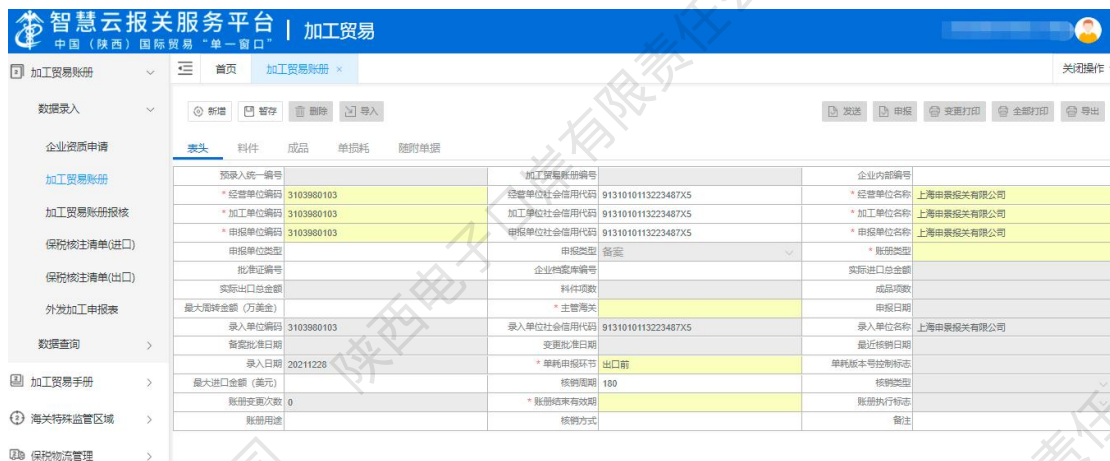 智慧云报关服务平台 | 加工贸易
中国（陕西）国际贸易“单一窗口”
加工贸易账册
首页 加工贸易账册 × 关闭操作
数据录入
新增 暂存 删除 导入 发送 申报 变更打印 全部打印 导出
企业资质申请
表头 料件 成品 单损耗 随附单据
加工贸易账册
加工贸易账册报核
保税核注清单(进口)
保税核注清单(出口)
外发加工申报表
数据查询
加工贸易手册
海关特殊监管区域
保税物流管理
预录入统一编号 加工贸易账册编号 企业内部编号
* 经营单位编码 3103980103 经营单位社会信用代码 9131010113223487X5 * 经营单位名称 上海申景报关有限公司
* 加工单位编码 3103980103 加工单位社会信用代码 9131010113223487X5 * 加工单位名称 上海申景报关有限公司
* 申报单位编码 3103980103 申报单位社会信用代码 9131010113223487X5 * 申报单位名称 上海申景报关有限公司
申报单位类型 申报类型 备案 * 账册类型
批准证编号 企业档案库编号 实际进口总金额
实际出口总金额 料件项数 成品项数
最大周转金额（万美金） * 主管海关 申报日期
录入单位编码 3103980103 录入单位社会信用代码 9131010113223487X5 录入单位名称 上海申景报关有限公司
备案批准日期 变更批准日期 最近核销日期
录入日期 20211228 * 单耗申报环节 出口前 单耗版本号控制标志
最大进口金额（美元） 核销周期 180 核销类型
账册变更次数 0 * 账册结束有效期 账册执行标志
账册用途 核销方式 备注
陕西电子口岸有限责任公司